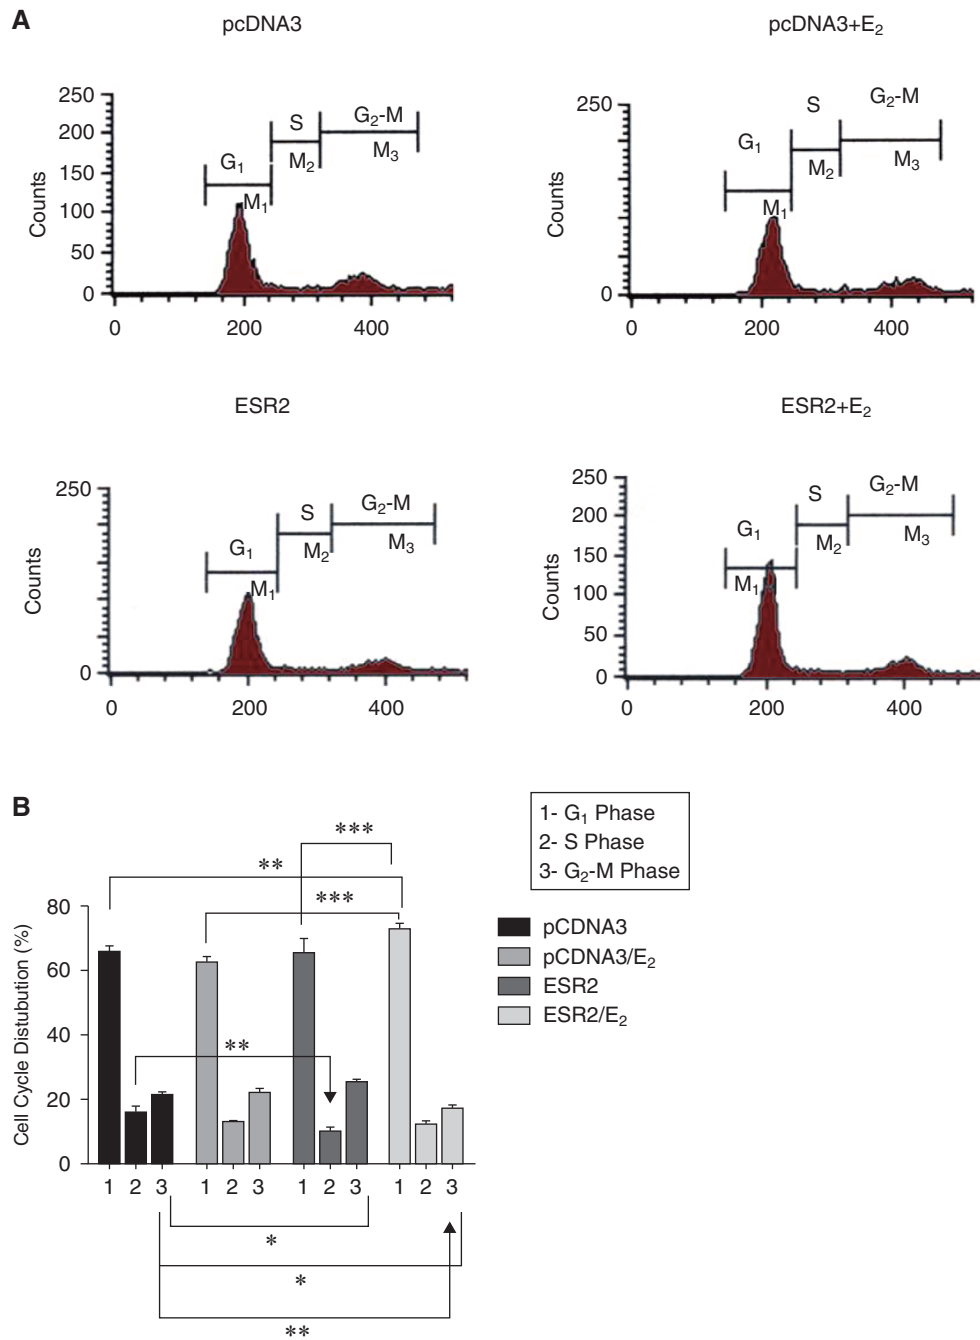 A
pcDNA3
pcDNA3+E2
250
200
150
100
50
0
Counts
G1
M1
S
M2
G2-M
M3
0 200 400
250
0
Counts
G1
M1
S
M2
G2-M
M3
0 200 400
ESR2
ESR2+E2
250
0
Counts
G1
M1
S
M2
G2-M
M3
0 200 400
250
200
150
100
50
0
Counts
G1
M1
S
M2
G2-M
M3
0 200 400
B
1- G1 Phase
2- S Phase
3- G2-M Phase
***
**
***
**
80
60
40
20
0
Cell Cycle Distubution (%)
pCDNA3
pCDNA3/E2
ESR2
ESR2/E2
1 2 3 1 2 3 1 2 3 1 2 3
*
*
**